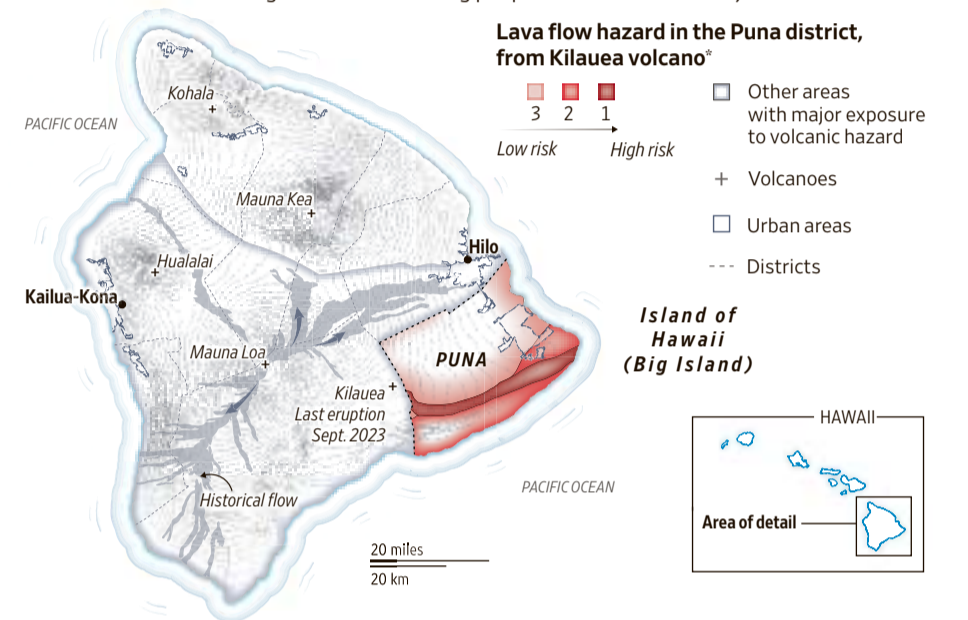 Lava flow hazard in the Puna district,
from Kilauea volcano*
3 2 1
Low risk High risk
Other areas
with major exposure
to volcanic hazard
+ Volcanoes
Urban areas
Districts
Kohala
PACIFIC OCEAN
Mauna Kea
Hilo
Hualalai
Kailua-Kona
Mauna Loa
PUNA
Kilauea
Last eruption
Sept. 2023
Historical flow
Island of
Hawaii
(Big Island)
PACIFIC OCEAN
20 miles
20 km
HAWAII
Area of detail